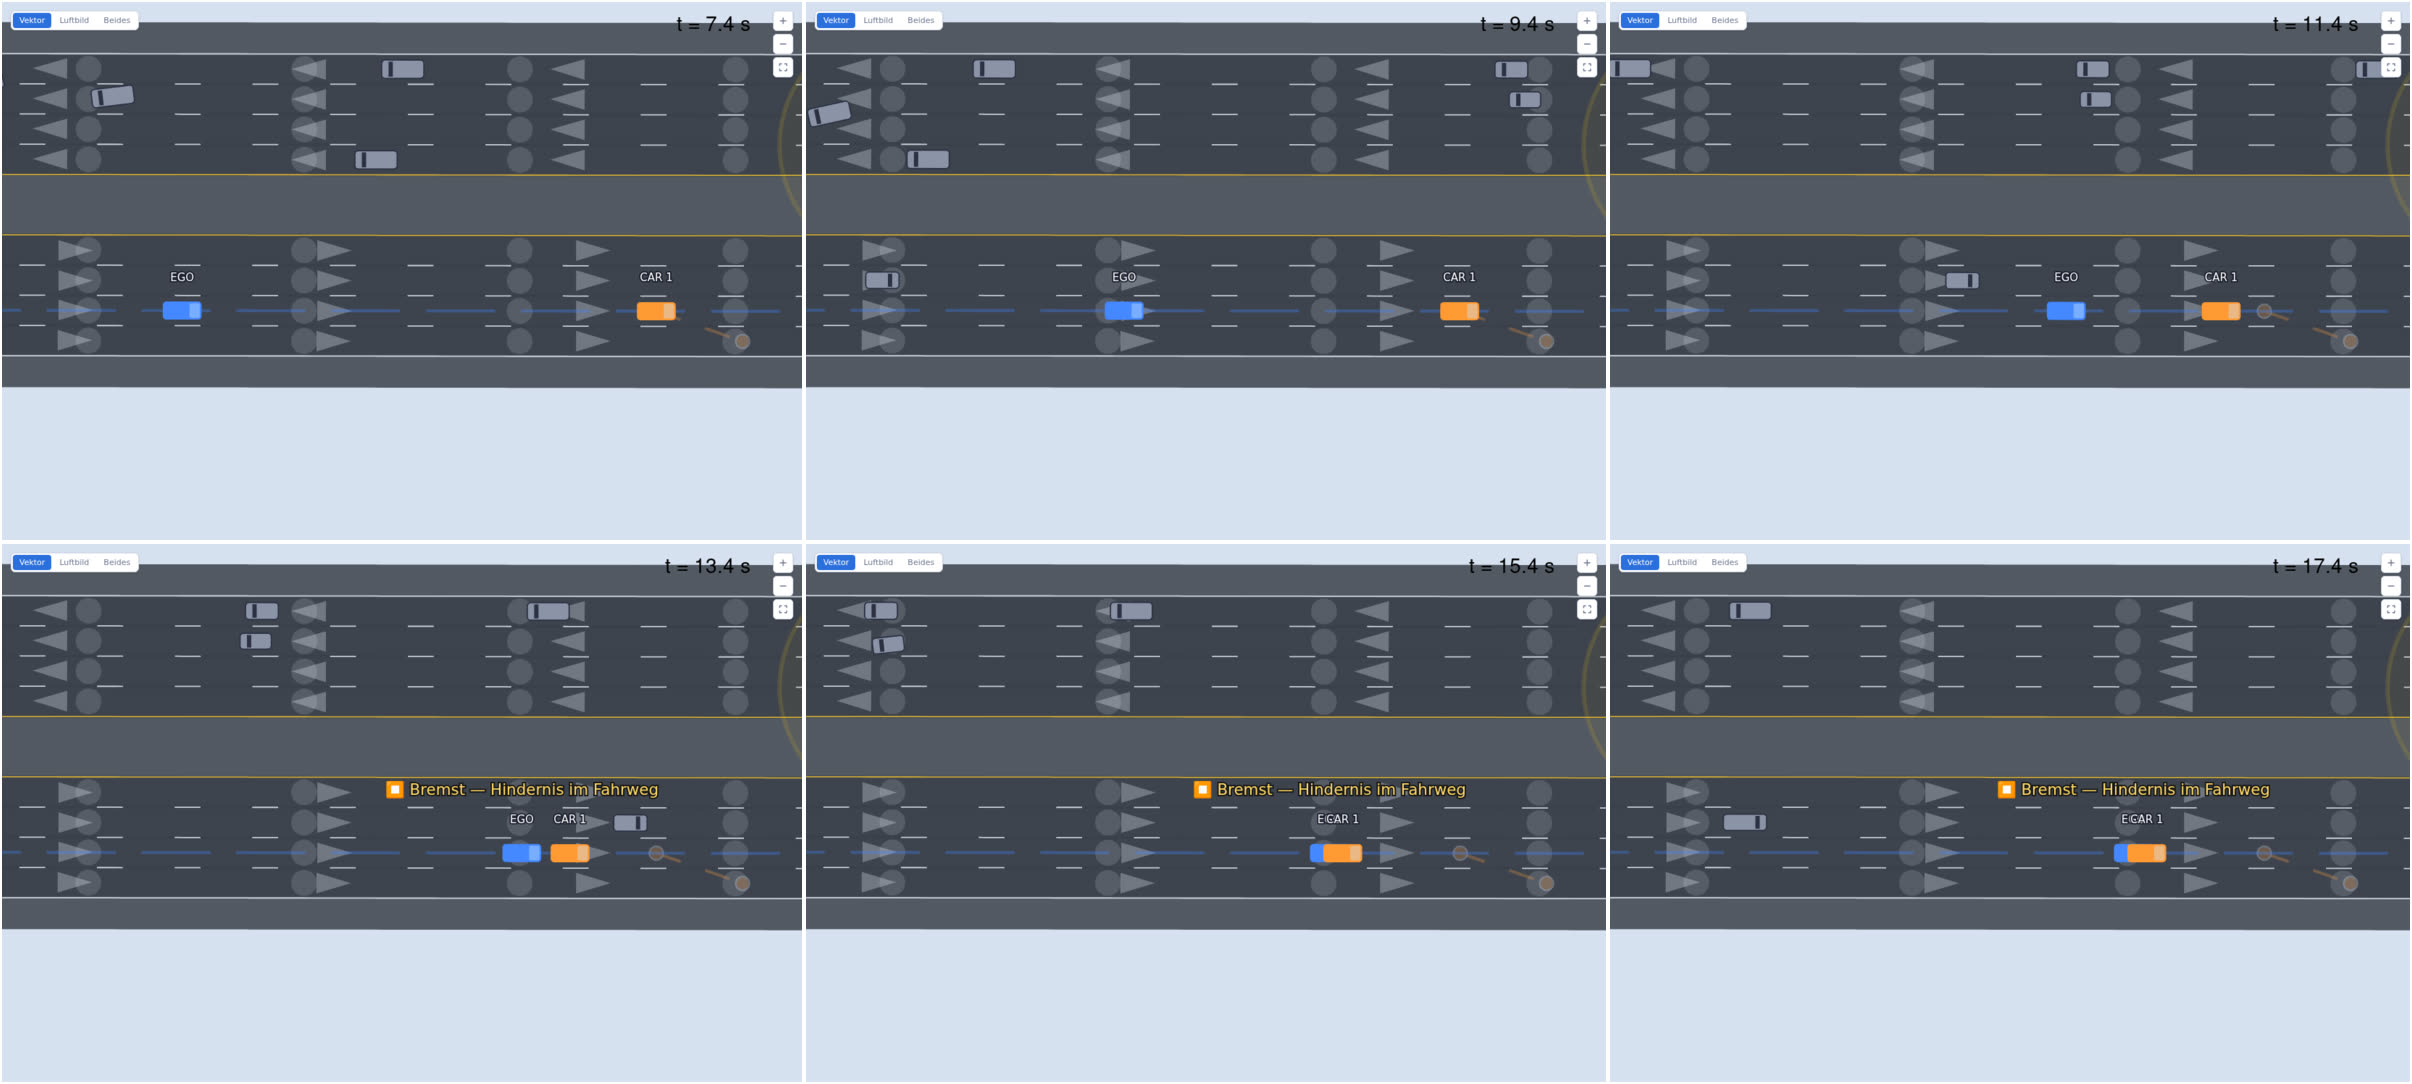 Vektor Luftbild Beides
t = 7.4 s
+
−
EGO
CAR 1
Vektor Luftbild Beides
t = 9.4 s
+
−
EGO
CAR 1
Vektor Luftbild Beides
t = 11.4 s
+
−
EGO
CAR 1
Vektor Luftbild Beides
t = 13.4 s
+
−
Bremst — Hindernis im Fahrweg
EGO
CAR 1
Vektor Luftbild Beides
t = 15.4 s
+
−
Bremst — Hindernis im Fahrweg
CAR 1
Vektor Luftbild Beides
t = 17.4 s
+
−
Bremst — Hindernis im Fahrweg
CAR 1